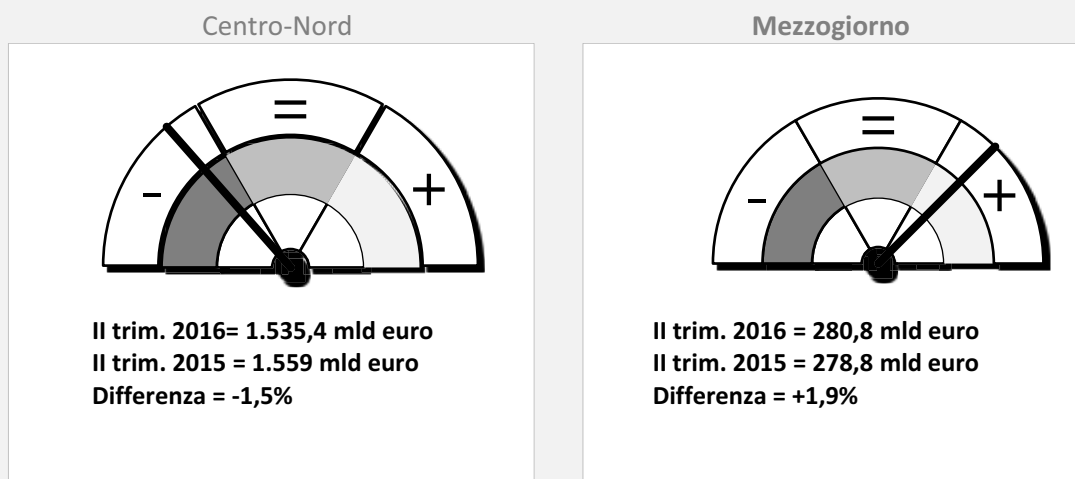 Centro-Nord
=
-
+
II trim. 2016= 1.535,4 mld euro
II trim. 2015 = 1.559 mld euro
Differenza = -1,5%
Mezzogiorno
=
-
+
II trim. 2016 = 280,8 mld euro
II trim. 2015 = 278,8 mld euro
Differenza = +1,9%